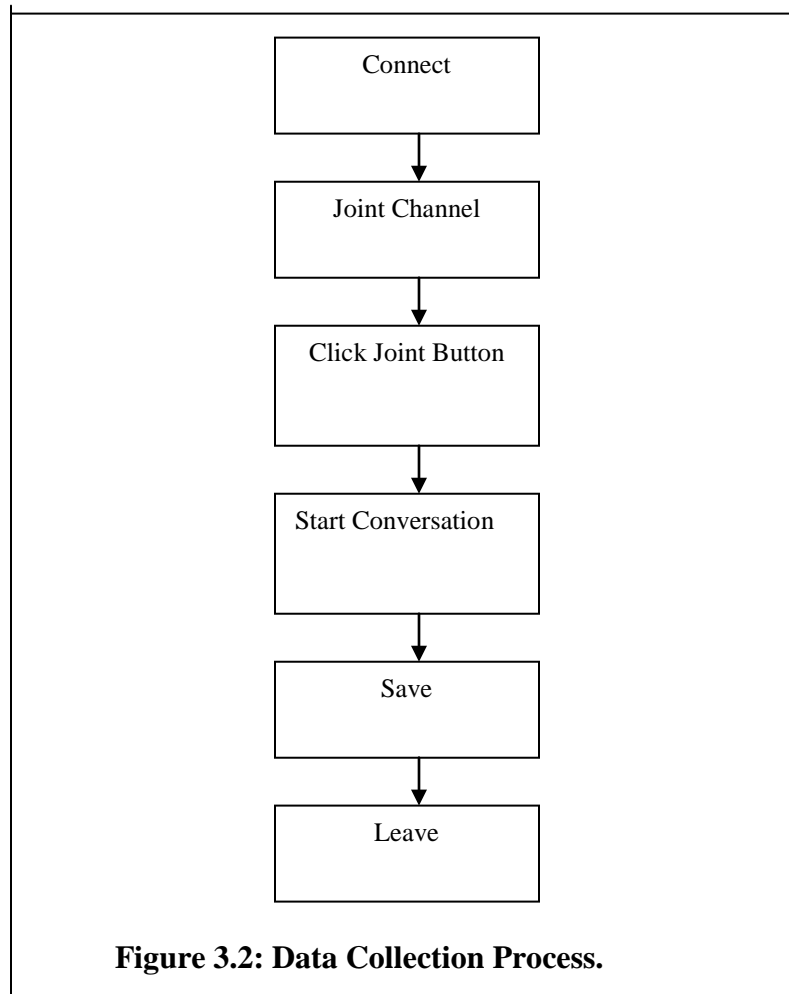 Connect
Joint Channel
Click Joint Button
Start Conversation
Save
Leave
Figure 3.2: Data Collection Process.